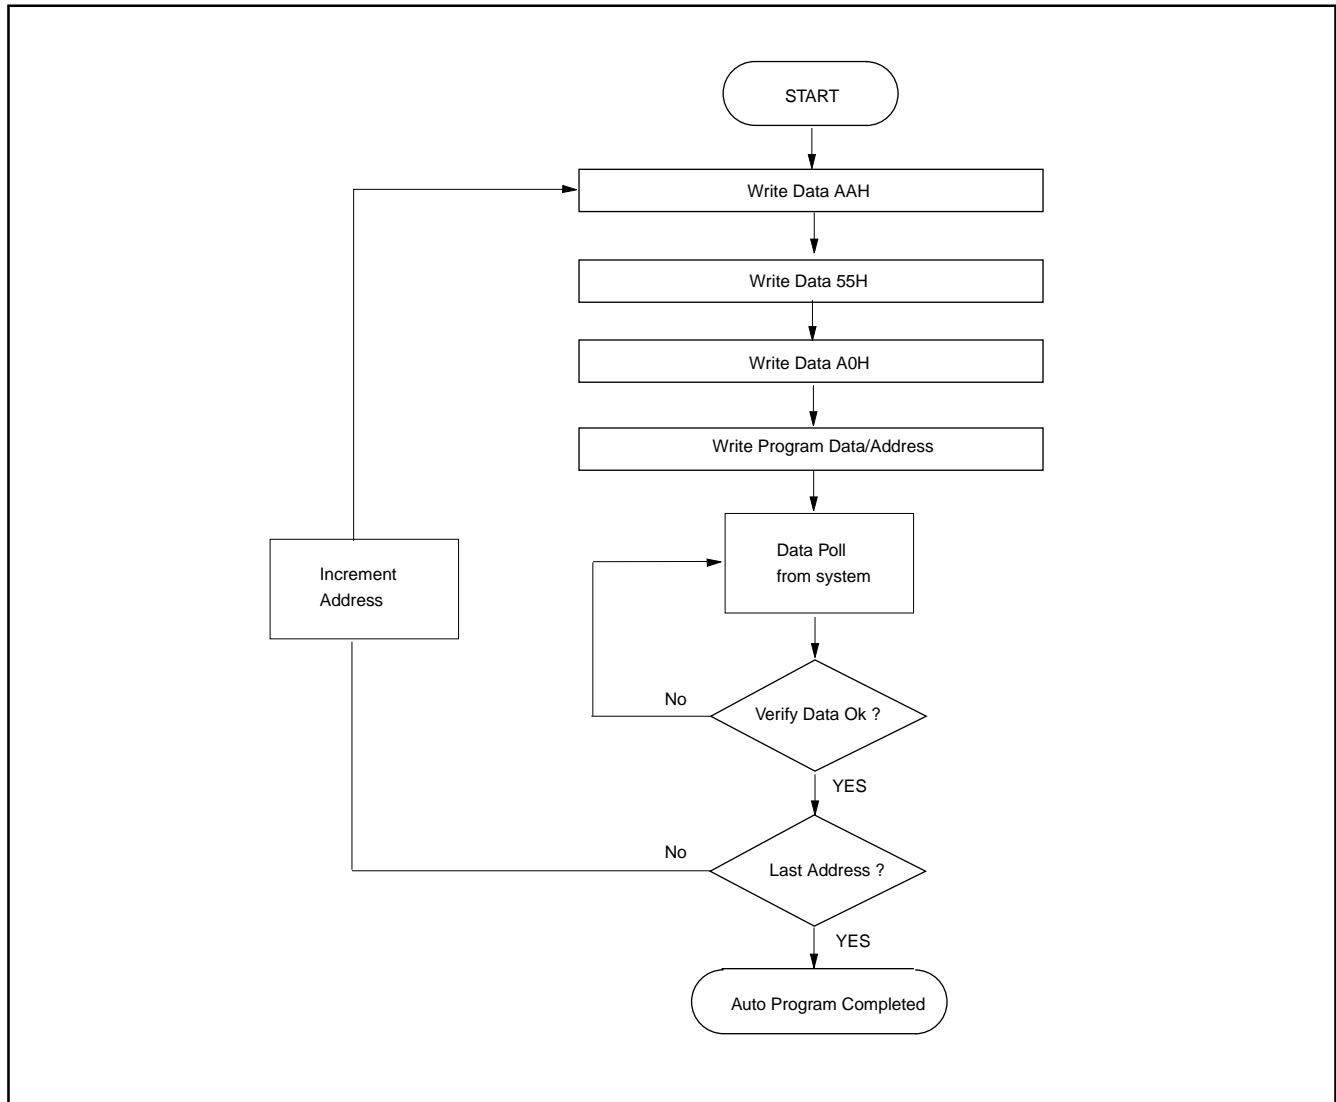 START
Write Data AAH
Write Data 55H
Write Data A0H
Write Program Data/Address
Data Poll
from system
Increment
Address
No
Verify Data Ok ?
YES
No
Last Address ?
YES
Auto Program Completed